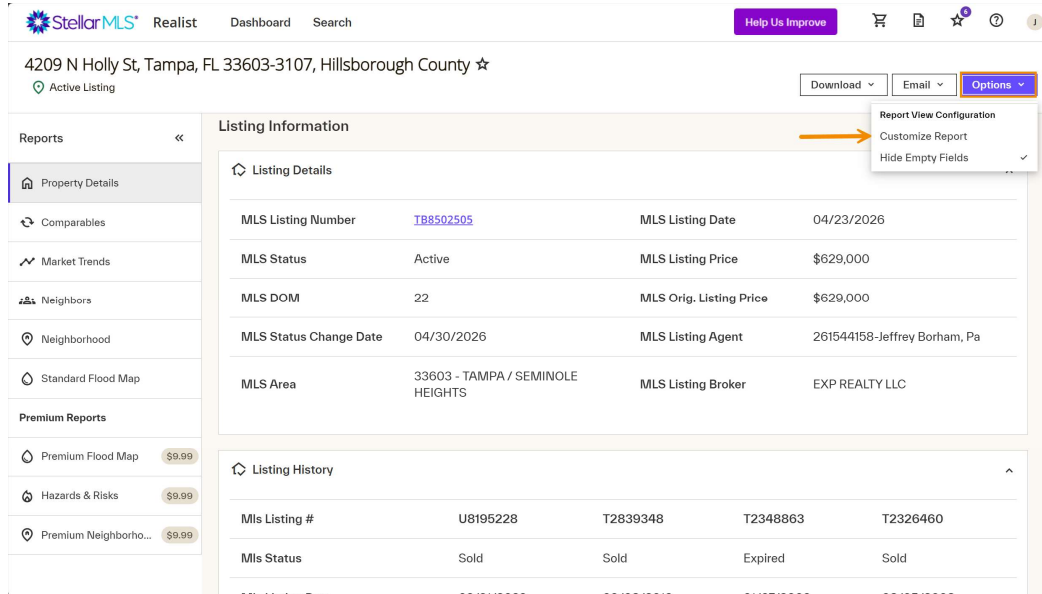 StellarMLS Realist Dashboard Search Help Us Improve 6 J
4209 N Holly St, Tampa, FL 33603-3107, Hillsborough County
Active Listing
Download Email Options
Report View Configuration
Customize Report
Hide Empty Fields
Reports
Property Details
Comparables
Market Trends
Neighbors
Neighborhood
Standard Flood Map
Premium Reports
Premium Flood Map $9.99
Hazards & Risks $9.99
Premium Neighborho... $9.99
Listing Information
Listing Details
MLS Listing Number TB8502505 MLS Listing Date 04/23/2026
MLS Status Active MLS Listing Price $629,000
MLS DOM 22 MLS Orig. Listing Price $629,000
MLS Status Change Date 04/30/2026 MLS Listing Agent 261544158-Jeffrey Borham, Pa
MLS Area 33603 - TAMPA / SEMINOLE HEIGHTS MLS Listing Broker EXP REALTY LLC
Listing History
Mls Listing # U8195228 T2839348 T2348863 T2326460
Mls Status Sold Sold Expired Sold